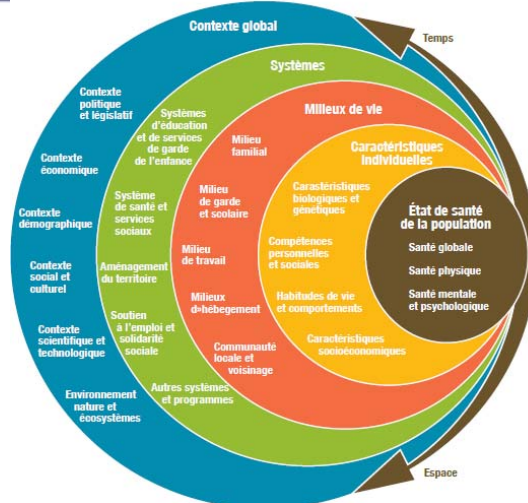 Contexte global
Temps
Systèmes
Contexte
politique
et législatif
Contexte
économique
Contexte
démographique
Contexte
social et
culturel
Contexte
scientifique et
technologique
Environnement
nature et
écosystèmes
Systèmes
d'éducation
et de services
de garde
de l'enfance
Système
de santé et
services
sociaux
Aménagement
du territoire
Soutien
à l'emploi et
solidarité
sociale
Autres systèmes
et programmes
Milieux de vie
Milieu
familial
Milieu
de garde
et scolaire
Milieu
de travail
Milieux
d»hébegement
Communauté
locale et
voisinage
Caractéristiques
individuelles
Carastéristiques
biologiques et
génétiques
Compétences
personnelles
et sociales
Habitudes de vie
et comportements
Caractéristiques
socioéconomiques
État de santé
de la population
Santé globale
Santé physique
Santé mentale
et psychologique
Espace